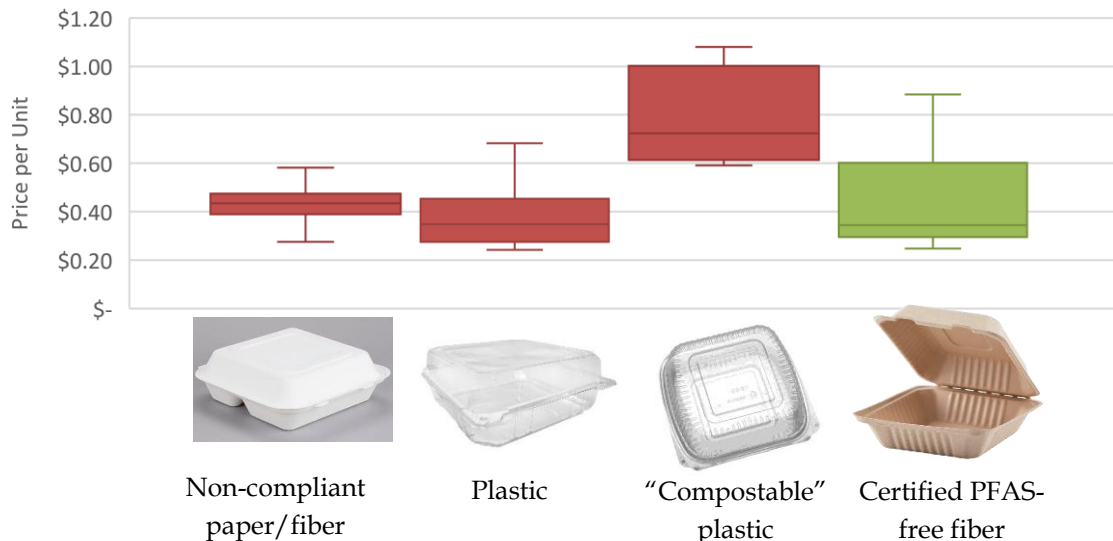 $1.20
$1.00
$0.80
$0.60
$0.40
$0.20
$-
Price per Unit
Non-compliant
paper/fiber
Plastic
“Compostable”
plastic
Certified PFAS-
free fiber